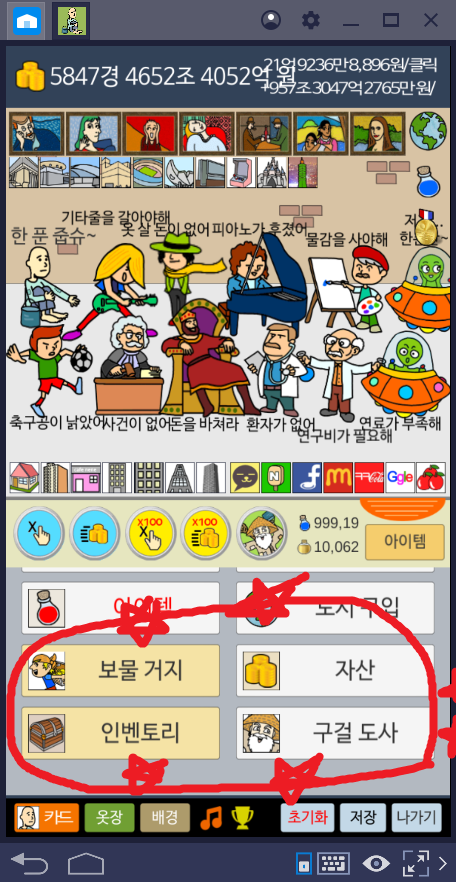 5847경 4652조 4052억 원
21억 9236만 8,896원/클릭
+957조 3047억 2765만원/
기타줄을 갈아야해
한 푼 줍슈~
옷 살 돈이 없어
피아노가 후졌어
물감을 사야해
저...
축구공이 낡았어
사건이 없어
돈을 바쳐라
환자가 없어
연구비가 필요해
연료가 부족해
N
f
m
Ggle
X
X100
X
X100
15
999,19
10,062
아이템
아이템
도시 구입
보물 거지
자산
인벤토리
구걸 도사
카드
옷장
배경
초기화
저장
나가기